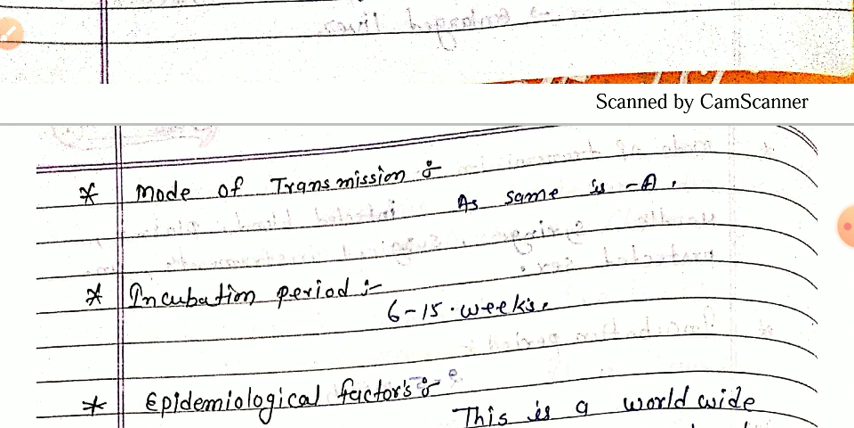 Scanned by CamScanner
* Mode of Transmission :-
As same is -A.
* Incubation period :-
6-15. weeks.
* Epidemiological factor's :-
This is a world wide